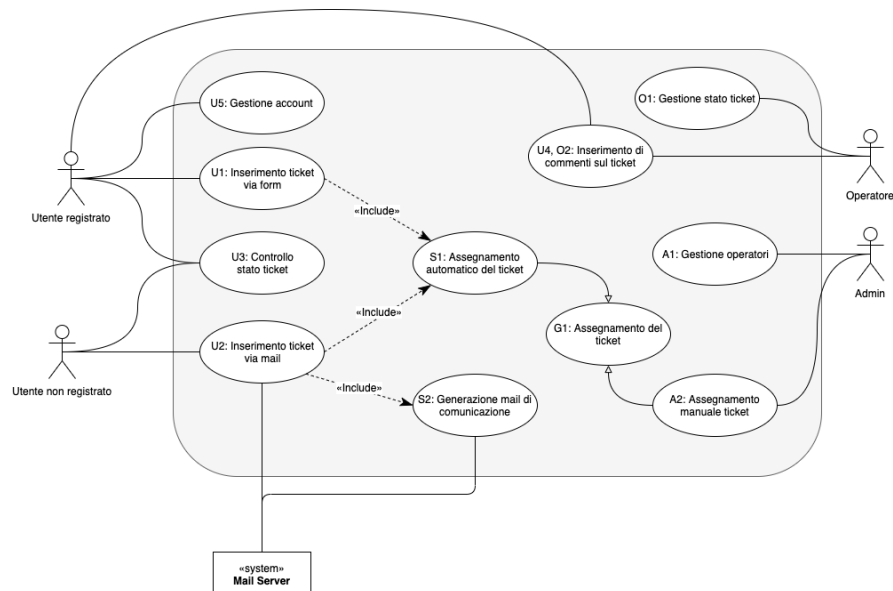 U5: Gestione account
O1: Gestione stato ticket
U4, O2: Inserimento di
commenti sul ticket
Utente registrato
U1: Inserimento ticket
via form
«Include»
Operatore
U3: Controllo
stato ticket
S1: Assegnamento
automatico del ticket
A1: Gestione operatori
Admin
«Include»
G1: Assegnamento del
ticket
Utente non registrato
U2: Inserimento ticket
via mail
«Include»
S2: Generazione mail di
comunicazione
A2: Assegnamento
manuale ticket
«system»
Mail Server